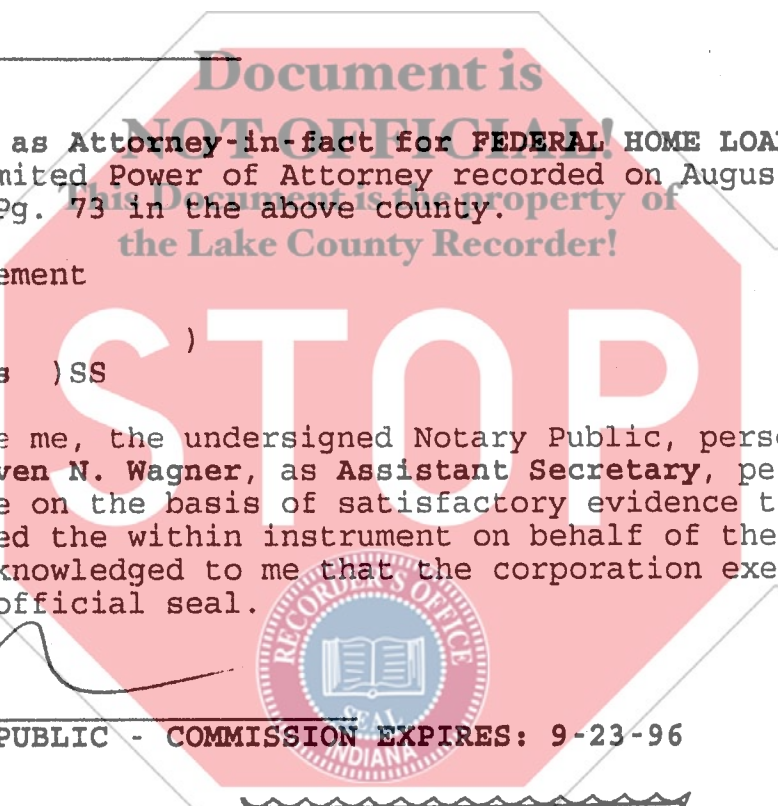 Document is
NOT OFFICIAL!
as Attorney-in-fact for FEDERAL HOME LOA
mited Power of Attorney recorded on Augus
This Document is the property of
Pg. 73 in the above county.
the Lake County Recorder!
ement
)
s )SS
STOP
e me, the undersigned Notary Public, pers
ven N. Wagner, as Assistant Secretary, pe
e on the basis of satisfactory evidence t
ed the within instrument on behalf of the
knowledged to me that the corporation exe
official seal.
RECORDER'S OFFICE
SEAL
INDIANA
PUBLIC - COMMISSION EXPIRES: 9-23-96